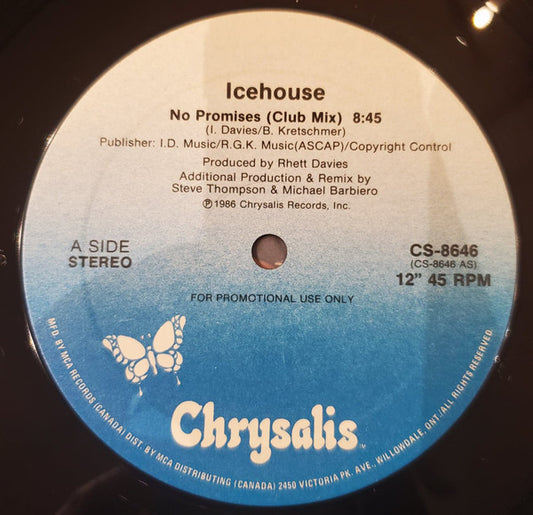 Icehouse
No Promises (Club Mix) 8:45
(I. Davies/B. Kretschmer)
Publisher: I.D. Music/R.G.K. Music(ASCAP)/Copyright Control
Produced by Rhett Davies
Additional Production & Remix by
Steve Thompson & Michael Barbiero
℗1986 Chrysalis Records, Inc.
A SIDE
STEREO
CS-8646
(CS-8646 AS)
12" 45 RPM
FOR PROMOTIONAL USE ONLY
Chrysalis™
MFD. BY MCA RECORDS (CANADA) DIST. BY MCA DISTRIBUTING (CANADA) 2450 VICTORIA PK. AVE., WILLOWDALE, ONT./ALL RIGHTS RESERVED.